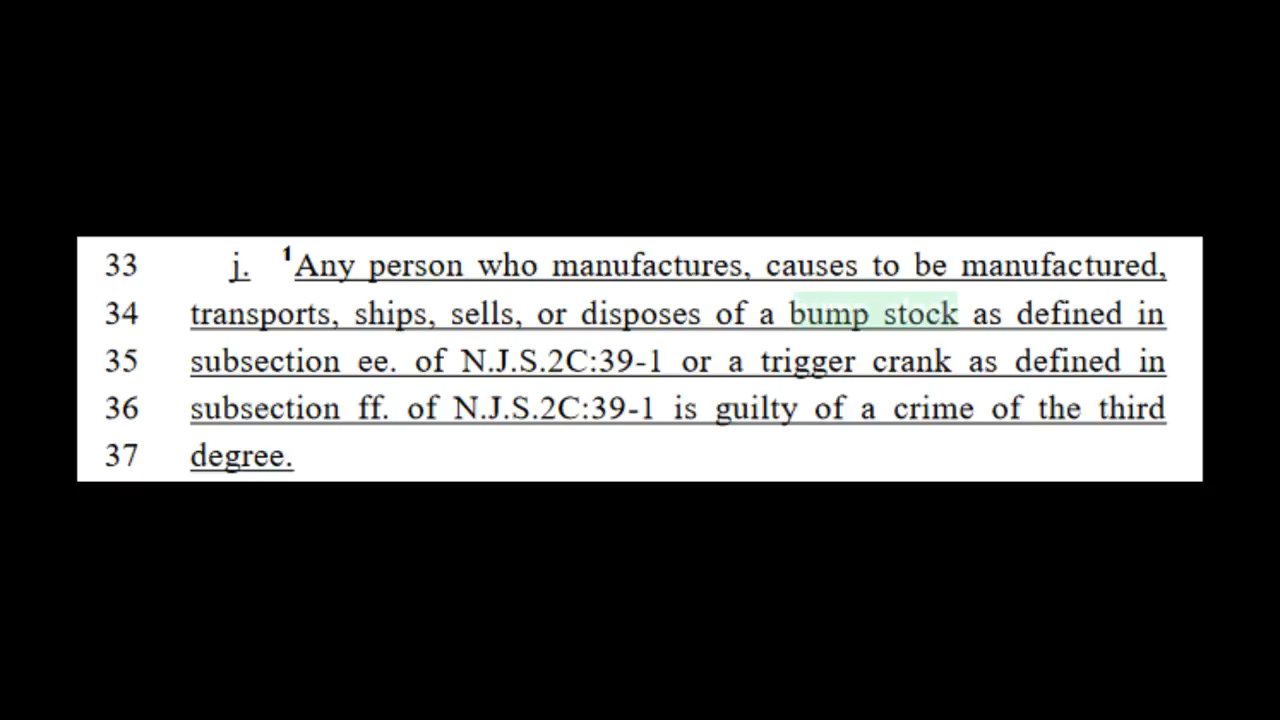 33 j. ¹Any person who manufactures, causes to be manufactured,
34 transports, ships, sells, or disposes of a bump stock as defined in
35 subsection ee. of N.J.S.2C:39-1 or a trigger crank as defined in
36 subsection ff. of N.J.S.2C:39-1 is guilty of a crime of the third
37 degree.